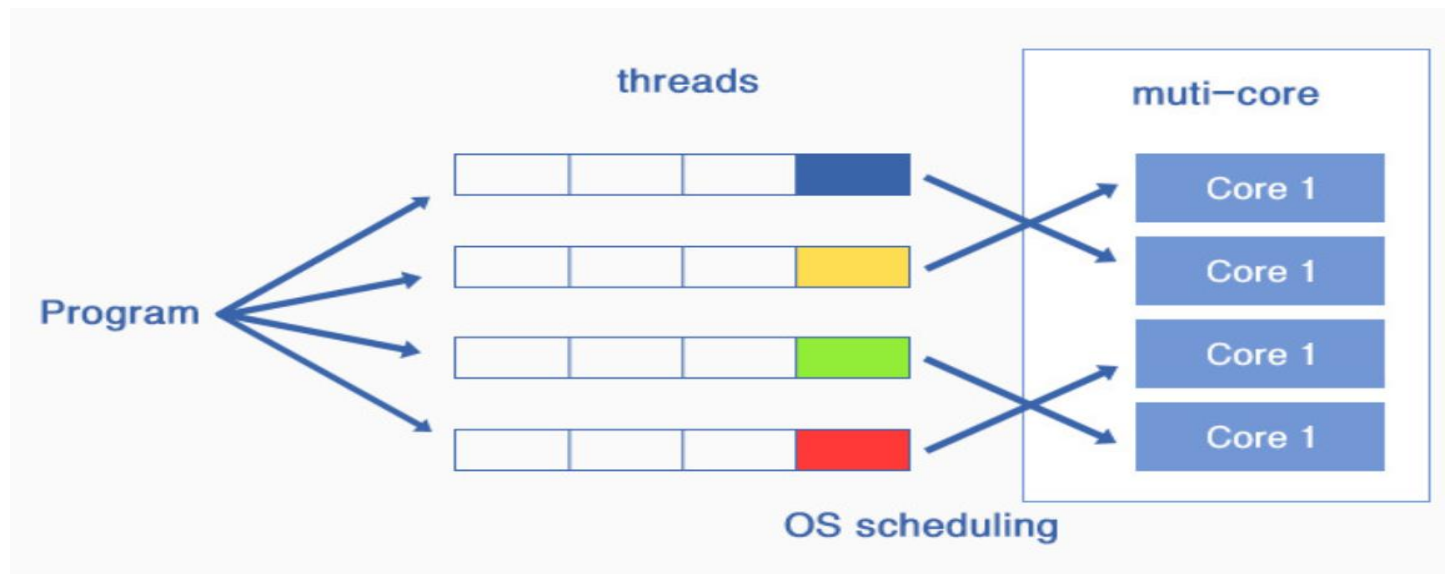 threads
muti-core
Core 1
Core 1
Program
Core 1
Core 1
OS scheduling